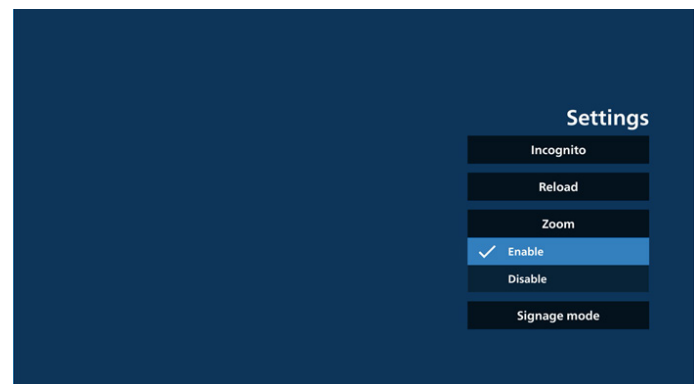 Settings
Incognito
Reload
Zoom
Enable
Disable
Signage mode